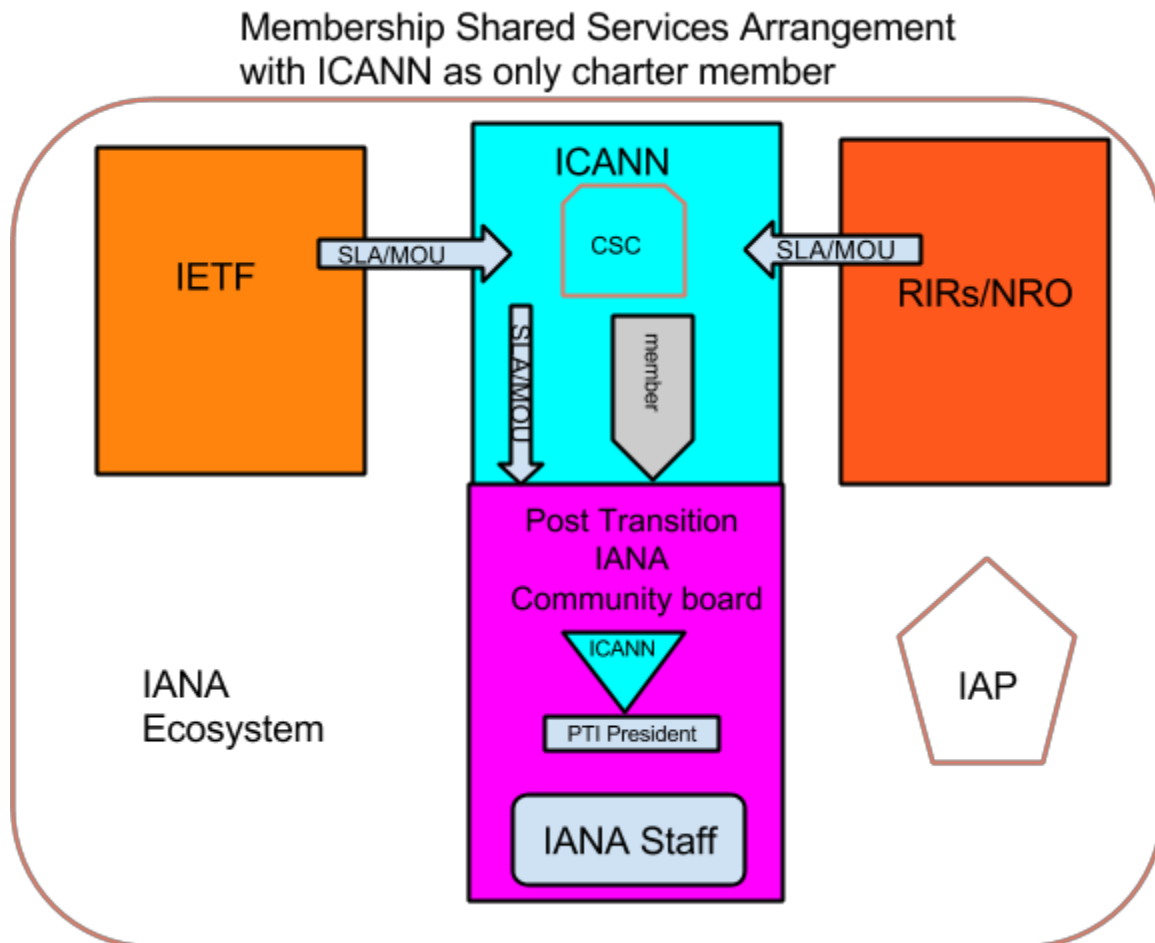 Membership Shared Services Arrangement
with ICANN as only charter member
ICANN
CSC
IETF
SLA/MOU
SLA/MOU
RIRs/NRO
SLA/MOU
member
Post Transition
IANA
Community board
ICANN
PTI President
IANA Staff
IANA
Ecosystem
IAP